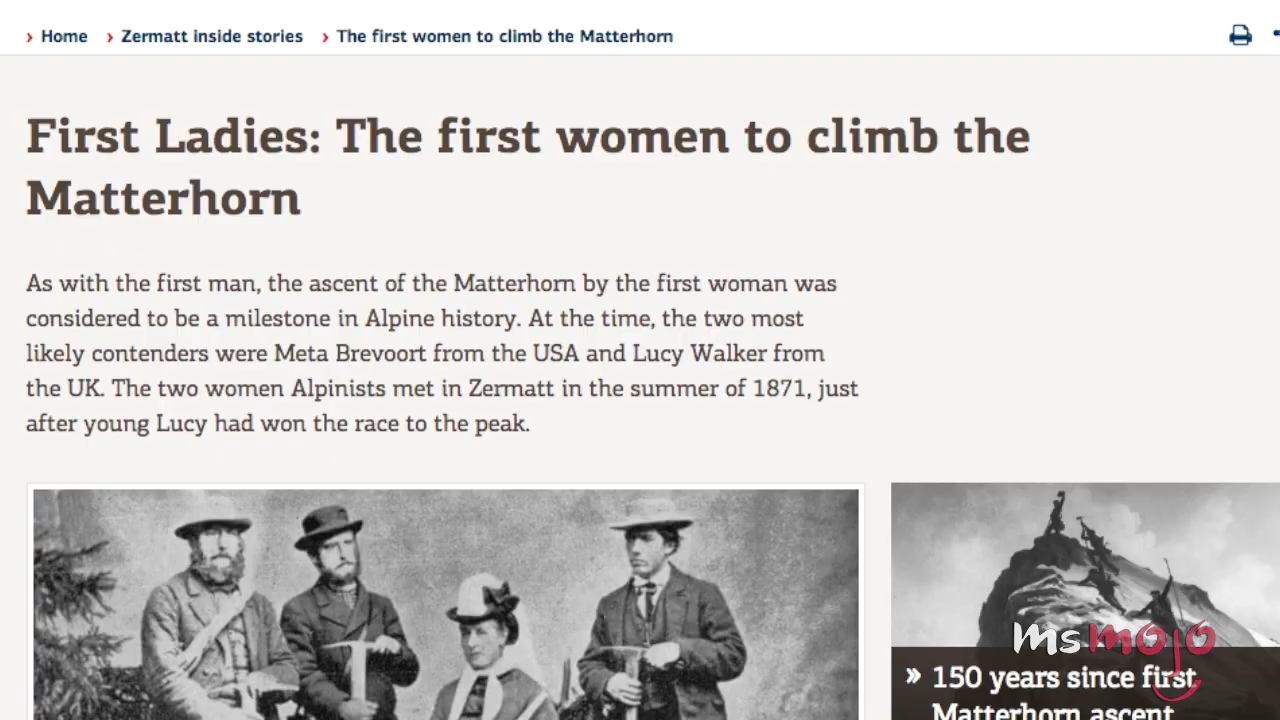 › Home › Zermatt inside stories › The first women to climb the Matterhorn
First Ladies: The first women to climb the
Matterhorn
As with the first man, the ascent of the Matterhorn by the first woman was
considered to be a milestone in Alpine history. At the time, the two most
likely contenders were Meta Brevoort from the USA and Lucy Walker from
the UK. The two women Alpinists met in Zermatt in the summer of 1871, just
after young Lucy had won the race to the peak.
msmojo
» 150 years since first
Matterhorn ascent